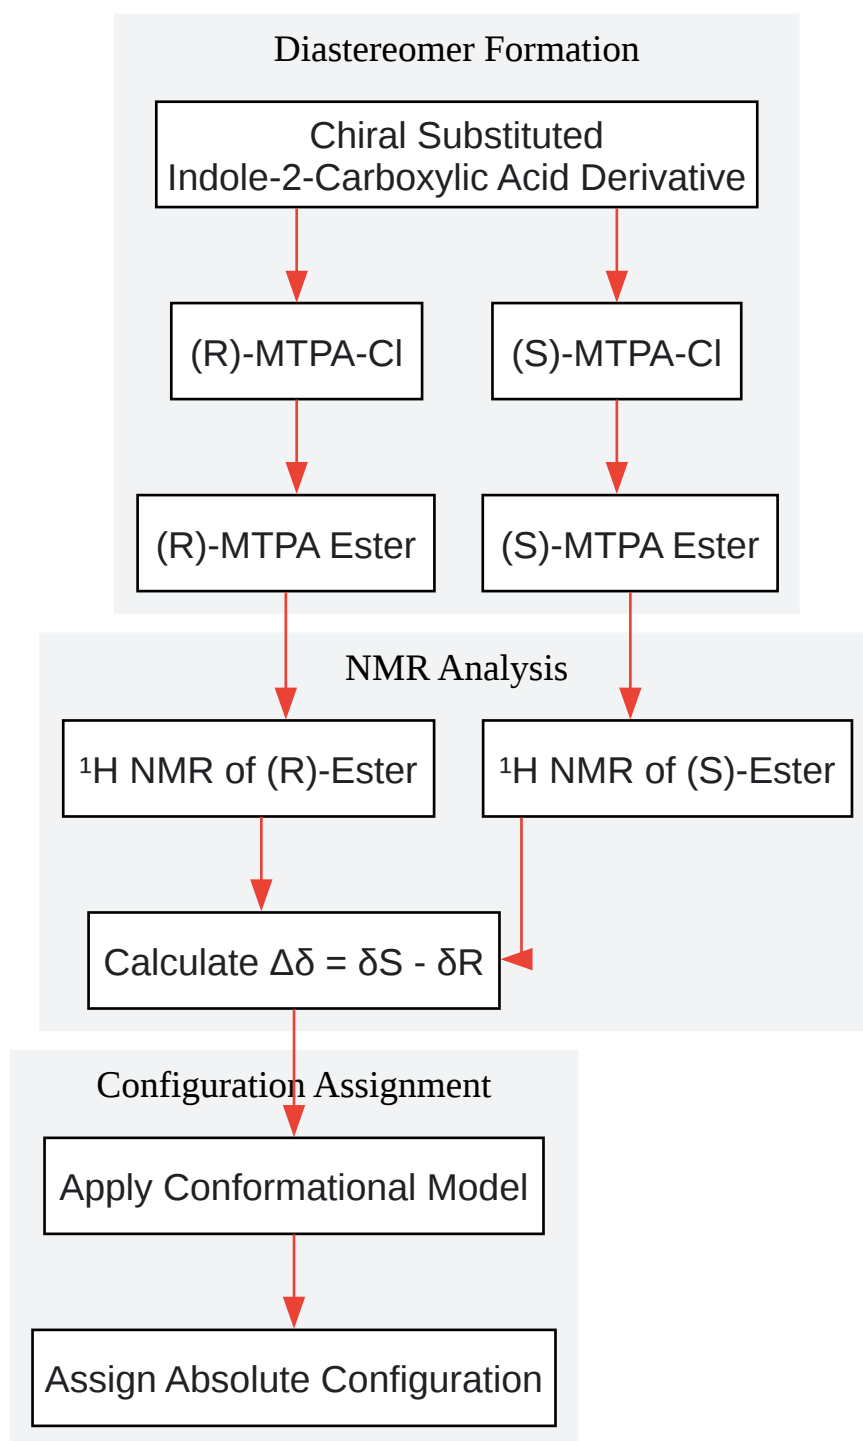 Diastereomer Formation
Chiral Substituted
Indole-2-Carboxylic Acid Derivative
(R)-MTPA-Cl
(S)-MTPA-Cl
(R)-MTPA Ester
(S)-MTPA Ester
NMR Analysis
¹H NMR of (R)-Ester
¹H NMR of (S)-Ester
Calculate Δδ = δS - δR
Configuration Assignment
Apply Conformational Model
Assign Absolute Configuration